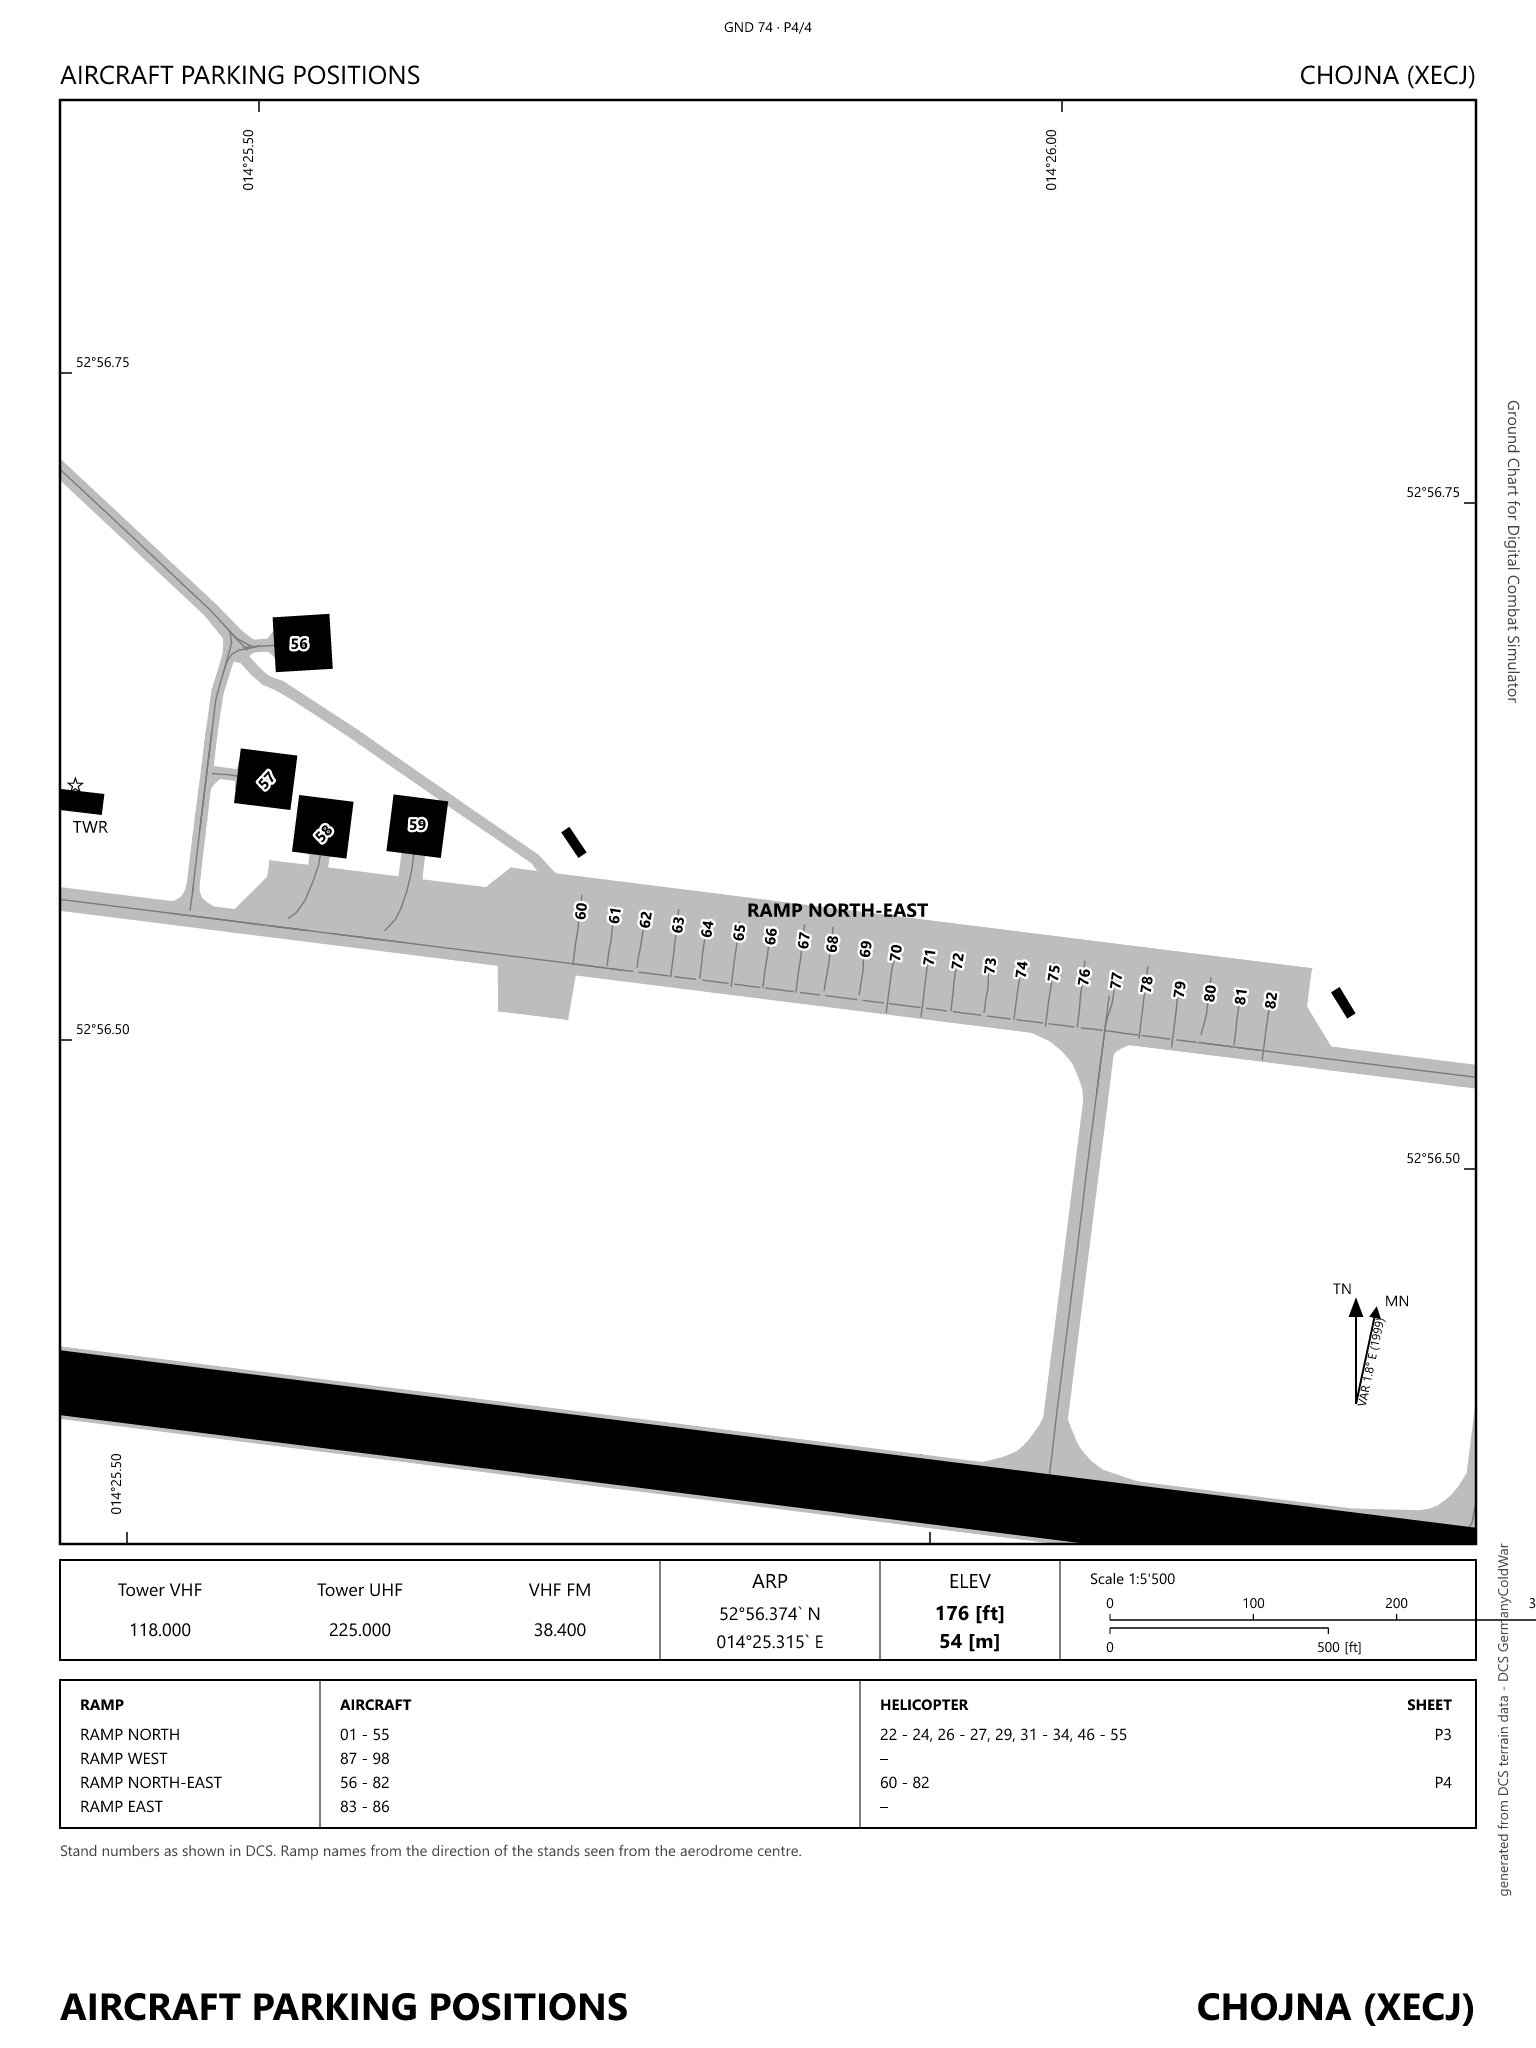 GND 74 · P4/4
AIRCRAFT PARKING POSITIONS
CHOJNA (XECJ)
014°25.50
014°26.00
52°56.75
52°56.75
Ground Chart for Digital Combat Simulator
56
57
58
59
TWR
RAMP NORTH-EAST
60
61
62
63
64
65
66
67
68
69
70
71
72
73
74
75
76
77
78
79
80
81
82
52°56.50
52°56.50
TN
MN
VAR 1.8° E (1999)
014°25.50
Tower VHF
118.000
Tower UHF
225.000
VHF FM
38.400
ARP
52°56.374` N
014°25.315` E
ELEV
176 [ft]
54 [m]
Scale 1:5'500
0 100 200 3
0 500 [ft]
RAMP AIRCRAFT HELICOPTER SHEET
RAMP NORTH 01 - 55 22 - 24, 26 - 27, 29, 31 - 34, 46 - 55 P3
RAMP WEST 87 - 98 –
RAMP NORTH-EAST 56 - 82 60 - 82 P4
RAMP EAST 83 - 86 –
Stand numbers as shown in DCS. Ramp names from the direction of the stands seen from the aerodrome centre.
generated from DCS terrain data - DCS GermanyColdWar
AIRCRAFT PARKING POSITIONS
CHOJNA (XECJ)